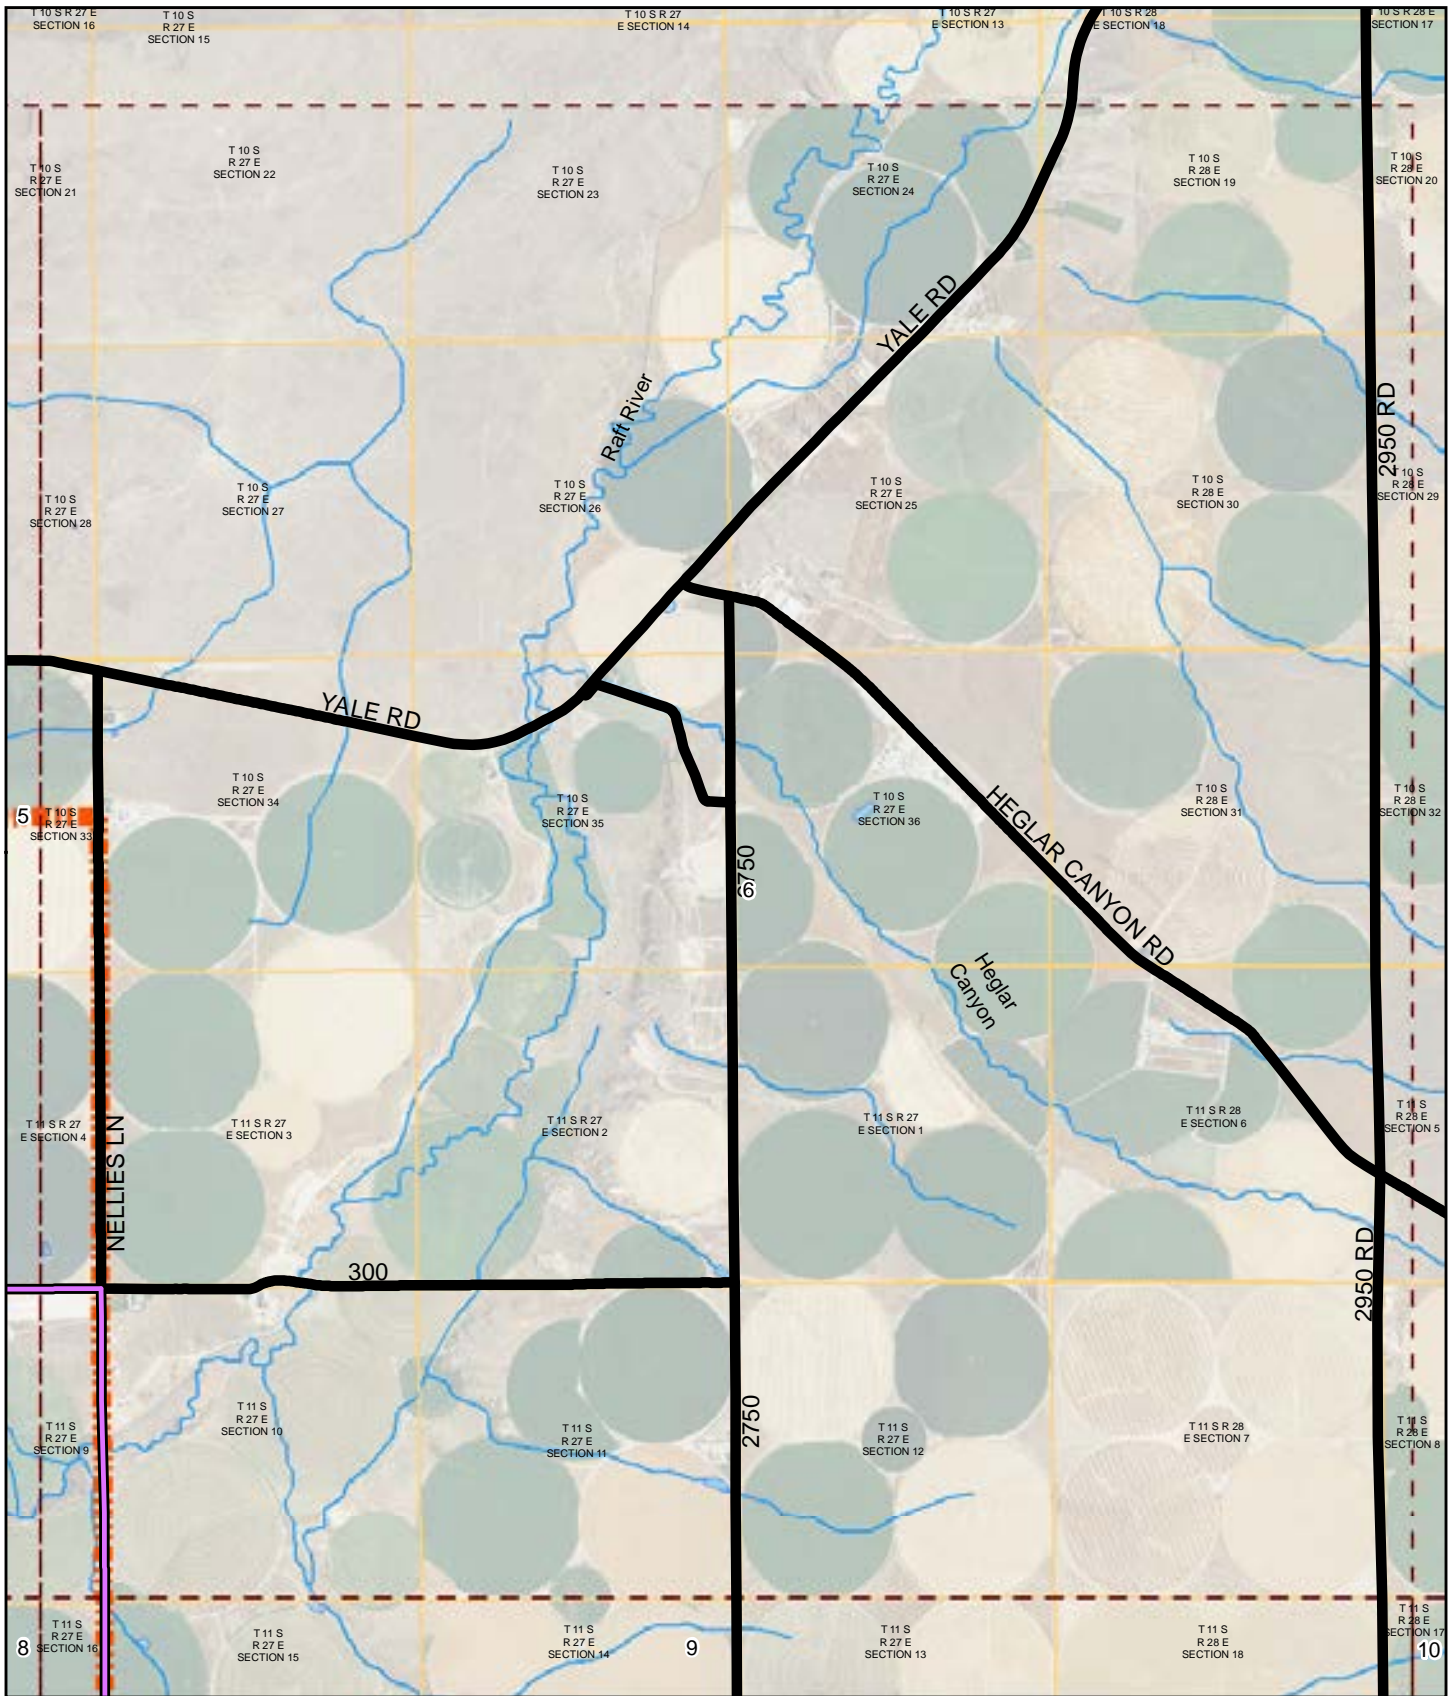 T 10 S R 27 E
SECTION 16
T 10 S
R 27 E
SECTION 15
T 10 S R 27
E SECTION 14
T 10 S R 27
E SECTION 13
T 10 S R 28
E SECTION 18
T 10 S R 28 E
SECTION 17
T 10 S
R 27 E
SECTION 21
T 10 S
R 27 E
SECTION 22
T 10 S
R 27 E
SECTION 23
T 10 S
R 27 E
SECTION 24
T 10 S
R 28 E
SECTION 19
T 10 S
R 28 E
SECTION 20
YALE RD
Raft River
2950 RD
T 10 S
R 27 E
SECTION 28
T 10 S
R 27 E
SECTION 27
T 10 S
R 27 E
SECTION 26
T 10 S
R 27 E
SECTION 25
T 10 S
R 28 E
SECTION 30
T 10 S
R 28 E
SECTION 29
YALE RD
5
T 10 S
R 27 E
SECTION 33
T 10 S
R 27 E
SECTION 34
T 10 S
R 27 E
SECTION 35
T 10 S
R 27 E
SECTION 36
T 10 S
R 28 E
SECTION 31
T 10 S
R 28 E
SECTION 32
HEGLAR CANYON RD
6
Heglar
Canyon
T 11 S R 27
E SECTION 4
NELLIES LN
T 11 S R 27
E SECTION 3
T 11 S R 27
E SECTION 2
T 11 S R 27
E SECTION 1
T 11 S R 28
E SECTION 6
T 11 S
R 28 E
SECTION 5
300
2950 RD
T 11 S
R 27 E
SECTION 9
T 11 S
R 27 E
SECTION 10
T 11 S
R 27 E
SECTION 11
2750
T 11 S
R 27 E
SECTION 12
T 11 S R 28
E SECTION 7
T 11 S
R 28 E
SECTION 8
8
T 11 S
R 27 E
SECTION 16
T 11 S
R 27 E
SECTION 15
T 11 S
R 27 E
SECTION 14
9
T 11 S
R 27 E
SECTION 13
T 11 S
R 28 E
SECTION 18
T 11 S
R 28 E
SECTION 17
10